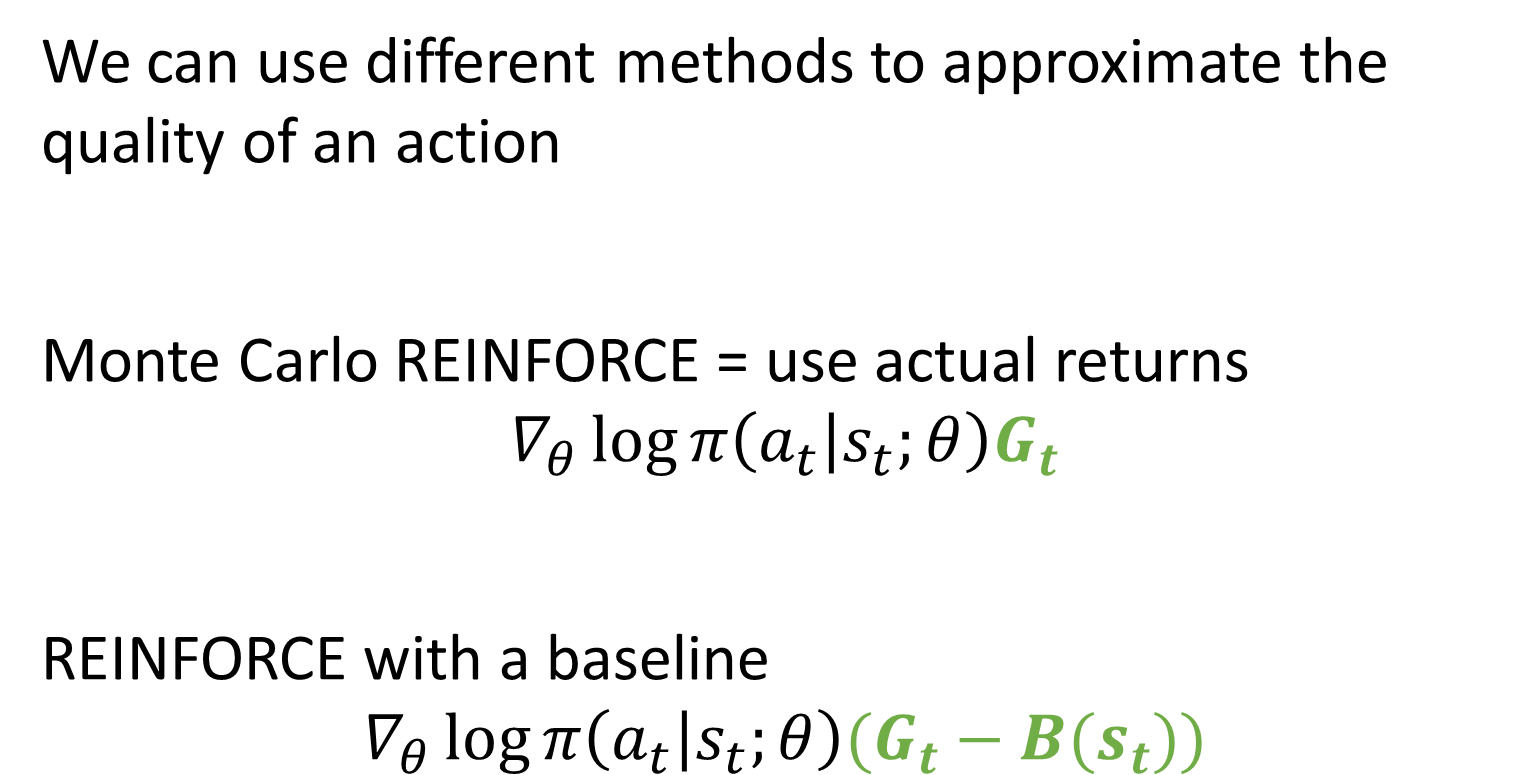 We can use different methods to approximate the
quality of an action
Monte Carlo REINFORCE = use actual returns
∇θ log π(aₜ|sₜ; θ)Gₜ
REINFORCE with a baseline
∇θ log π(aₜ|sₜ; θ)(Gₜ − B(sₜ))